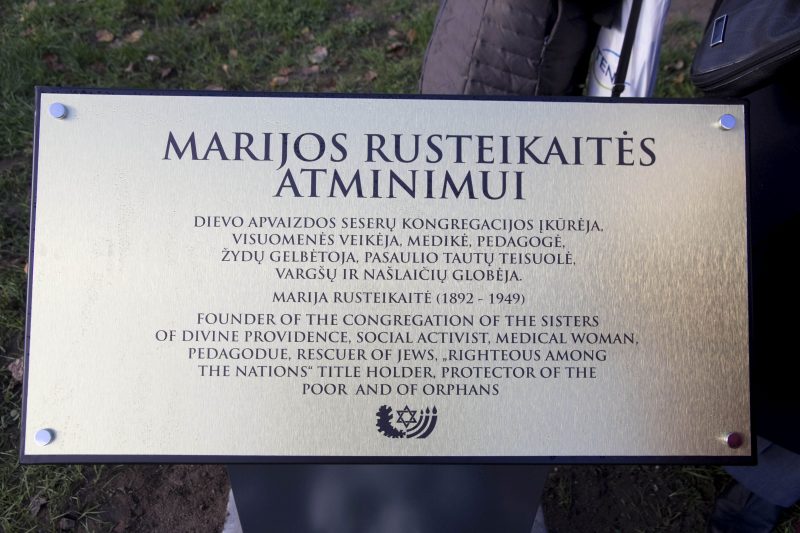 TEN
MARIJOS RUSTEIKAITĖS
ATMINIMUI
DIEVO APVAIZDOS SESERŲ KONGREGACIJOS ĮKŪRĖJA,
VISUOMENĖS VEIKĖJA, MEDIKĖ, PEDAGOGĖ,
ŽYDŲ GELBĖTOJA, PASAULIO TAUTŲ TEISUOLĖ,
VARGŠŲ IR NAŠLAIČIŲ GLOBĖJA.
MARIJA RUSTEIKAITĖ (1892 - 1949)
FOUNDER OF THE CONGREGATION OF THE SISTERS
OF DIVINE PROVIDENCE, SOCIAL ACTIVIST, MEDICAL WOMAN,
PEDAGODUE, RESCUER OF JEWS, „RIGHTEOUS AMONG
THE NATIONS“ TITLE HOLDER, PROTECTOR OF THE
POOR AND OF ORPHANS